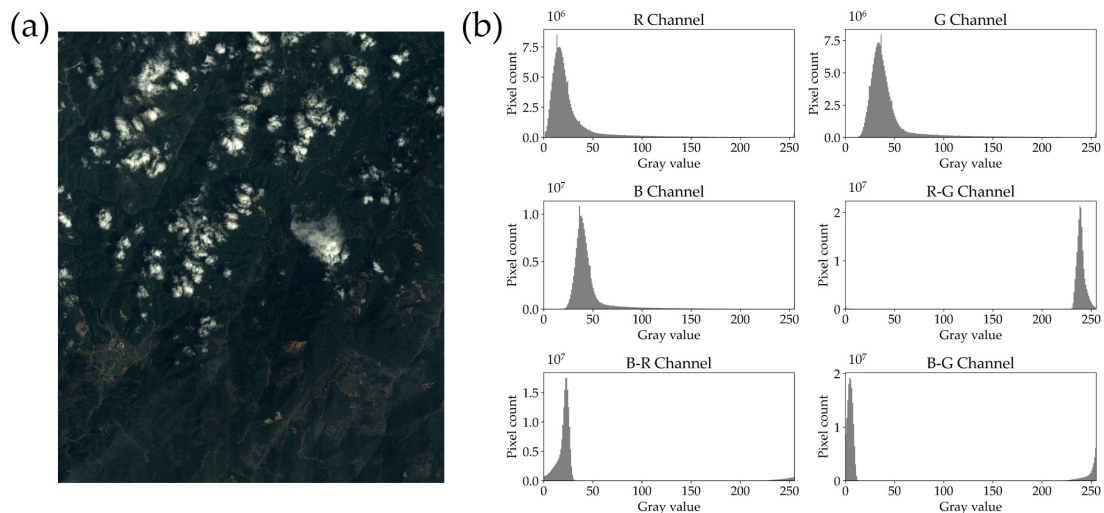 (a)
(b)
R Channel
10⁶
Pixel count
7.5
5.0
2.5
0.0
0 50 100 150 200 250
Gray value
G Channel
10⁶
Pixel count
7.5
5.0
2.5
0.0
0 50 100 150 200 250
Gray value
B Channel
10⁷
Pixel count
1.0
0.5
0.0
0 50 100 150 200 250
Gray value
R-G Channel
10⁷
Pixel count
2
1
0
0 50 100 150 200 250
Gray value
B-R Channel
10⁷
Pixel count
1.5
1.0
0.5
0.0
0 50 100 150 200 250
Gray value
B-G Channel
10⁷
Pixel count
2
1
0
0 50 100 150 200 250
Gray value